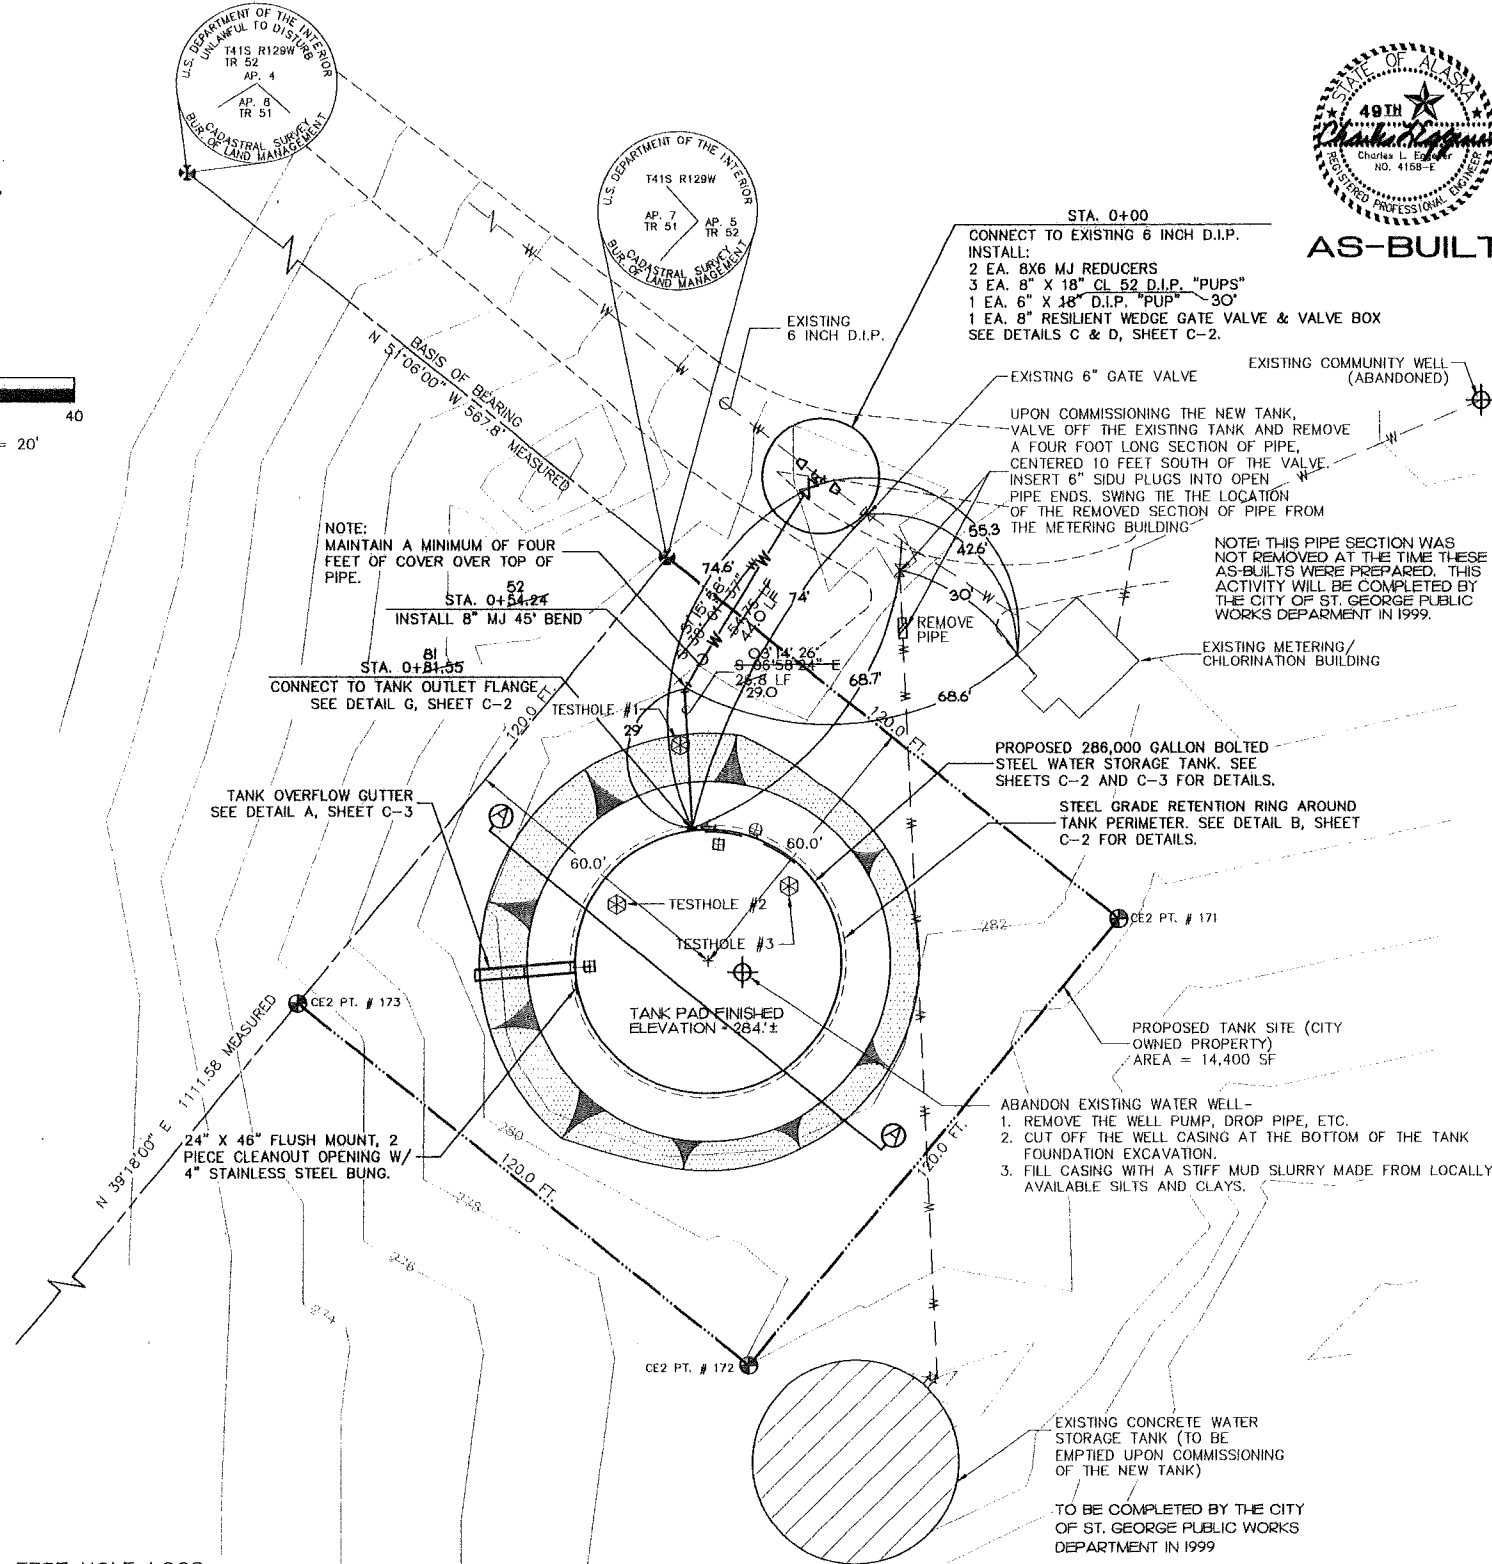 U.S. DEPARTMENT OF THE INTERIOR
UNLAWFUL TO DISTURB
T41S R129W
TR 52
AP. 4
AP. 8
TR 51
CADASTRAL SURVEY
BUR. OF LAND MANAGEMENT
U.S. DEPARTMENT OF THE INTERIOR
T41S R129W
AP. 7
TR 51
AP. 5
TR 52
CADASTRAL SURVEY
BUR. OF LAND MANAGEMENT
STATE OF ALASKA
49TH
Charles L. Eggener
NO. 4158-E
REGISTERED PROFESSIONAL ENGINEER
AS-BUILT
STA. 0+00
CONNECT TO EXISTING 6 INCH D.I.P.
INSTALL:
2 EA. 8X6 MJ REDUCERS
3 EA. 8" X 18" CL 52 D.I.P. "PUPS"
1 EA. 6" X 18" D.I.P. "PUP" 30"
1 EA. 8" RESILIENT WEDGE GATE VALVE & VALVE BOX
SEE DETAILS C & D, SHEET C-2.
EXISTING
6 INCH D.I.P.
40
= 20'
BASIS OF BEARING
N 51°06'00" W 567.8' MEASURED
EXISTING 6" GATE VALVE
EXISTING COMMUNITY WELL
(ABANDONED)
UPON COMMISSIONING THE NEW TANK,
VALVE OFF THE EXISTING TANK AND REMOVE
A FOUR FOOT LONG SECTION OF PIPE,
CENTERED 10 FEET SOUTH OF THE VALVE.
INSERT 6" SIDU PLUGS INTO OPEN
PIPE ENDS. SWING TIE THE LOCATION
OF THE REMOVED SECTION OF PIPE FROM
THE METERING BUILDING
NOTE: THIS PIPE SECTION WAS
NOT REMOVED AT THE TIME THESE
AS-BUILTS WERE PREPARED. THIS
ACTIVITY WILL BE COMPLETED BY
THE CITY OF ST. GEORGE PUBLIC
WORKS DEPARMENT IN 1999.
NOTE:
MAINTAIN A MINIMUM OF FOUR
FEET OF COVER OVER TOP OF
PIPE.
52
STA. 0+54.24
INSTALL 8" MJ 45° BEND
81
STA. 0+81.55
CONNECT TO TANK OUTLET FLANGE
SEE DETAIL G, SHEET C-2
74.6'
55.3
42.6'
30'
74'
54.75 LF
44.0 LF
03°14'26"
S 06°58'24" E
26.8 LF
29.0
68.7'
68.6'
29'
REMOVE
PIPE
EXISTING METERING/
CHLORINATION BUILDING
TESTHOLE #1
120.0 FT.
120.0 FT.
PROPOSED 286,000 GALLON BOLTED
STEEL WATER STORAGE TANK. SEE
SHEETS C-2 AND C-3 FOR DETAILS.
STEEL GRADE RETENTION RING AROUND
TANK PERIMETER. SEE DETAIL B, SHEET
C-2 FOR DETAILS.
TANK OVERFLOW GUTTER
SEE DETAIL A, SHEET C-3
A
60.0'
60.0'
TESTHOLE #2
TESTHOLE #3
282
CE2 PT. # 171
CE2 PT. # 173
TANK PAD FINISHED
ELEVATION = 284.'±
PROPOSED TANK SITE (CITY
OWNED PROPERTY)
AREA = 14,400 SF
N 39°18'00" E 1111.58 MEASURED
24" X 46" FLUSH MOUNT, 2
PIECE CLEANOUT OPENING W/
4" STAINLESS STEEL BUNG.
A
280
278
276
274
120.0 FT.
120.0 FT.
ABANDON EXISTING WATER WELL-
1. REMOVE THE WELL PUMP, DROP PIPE, ETC.
2. CUT OFF THE WELL CASING AT THE BOTTOM OF THE TANK
FOUNDATION EXCAVATION.
3. FILL CASING WITH A STIFF MUD SLURRY MADE FROM LOCALLY
AVAILABLE SILTS AND CLAYS.
CE2 PT. # 172
EXISTING CONCRETE WATER
STORAGE TANK (TO BE
EMPTIED UPON COMMISSIONING
OF THE NEW TANK)
TO BE COMPLETED BY THE CITY
OF ST. GEORGE PUBLIC WORKS
DEPARTMENT IN 1999